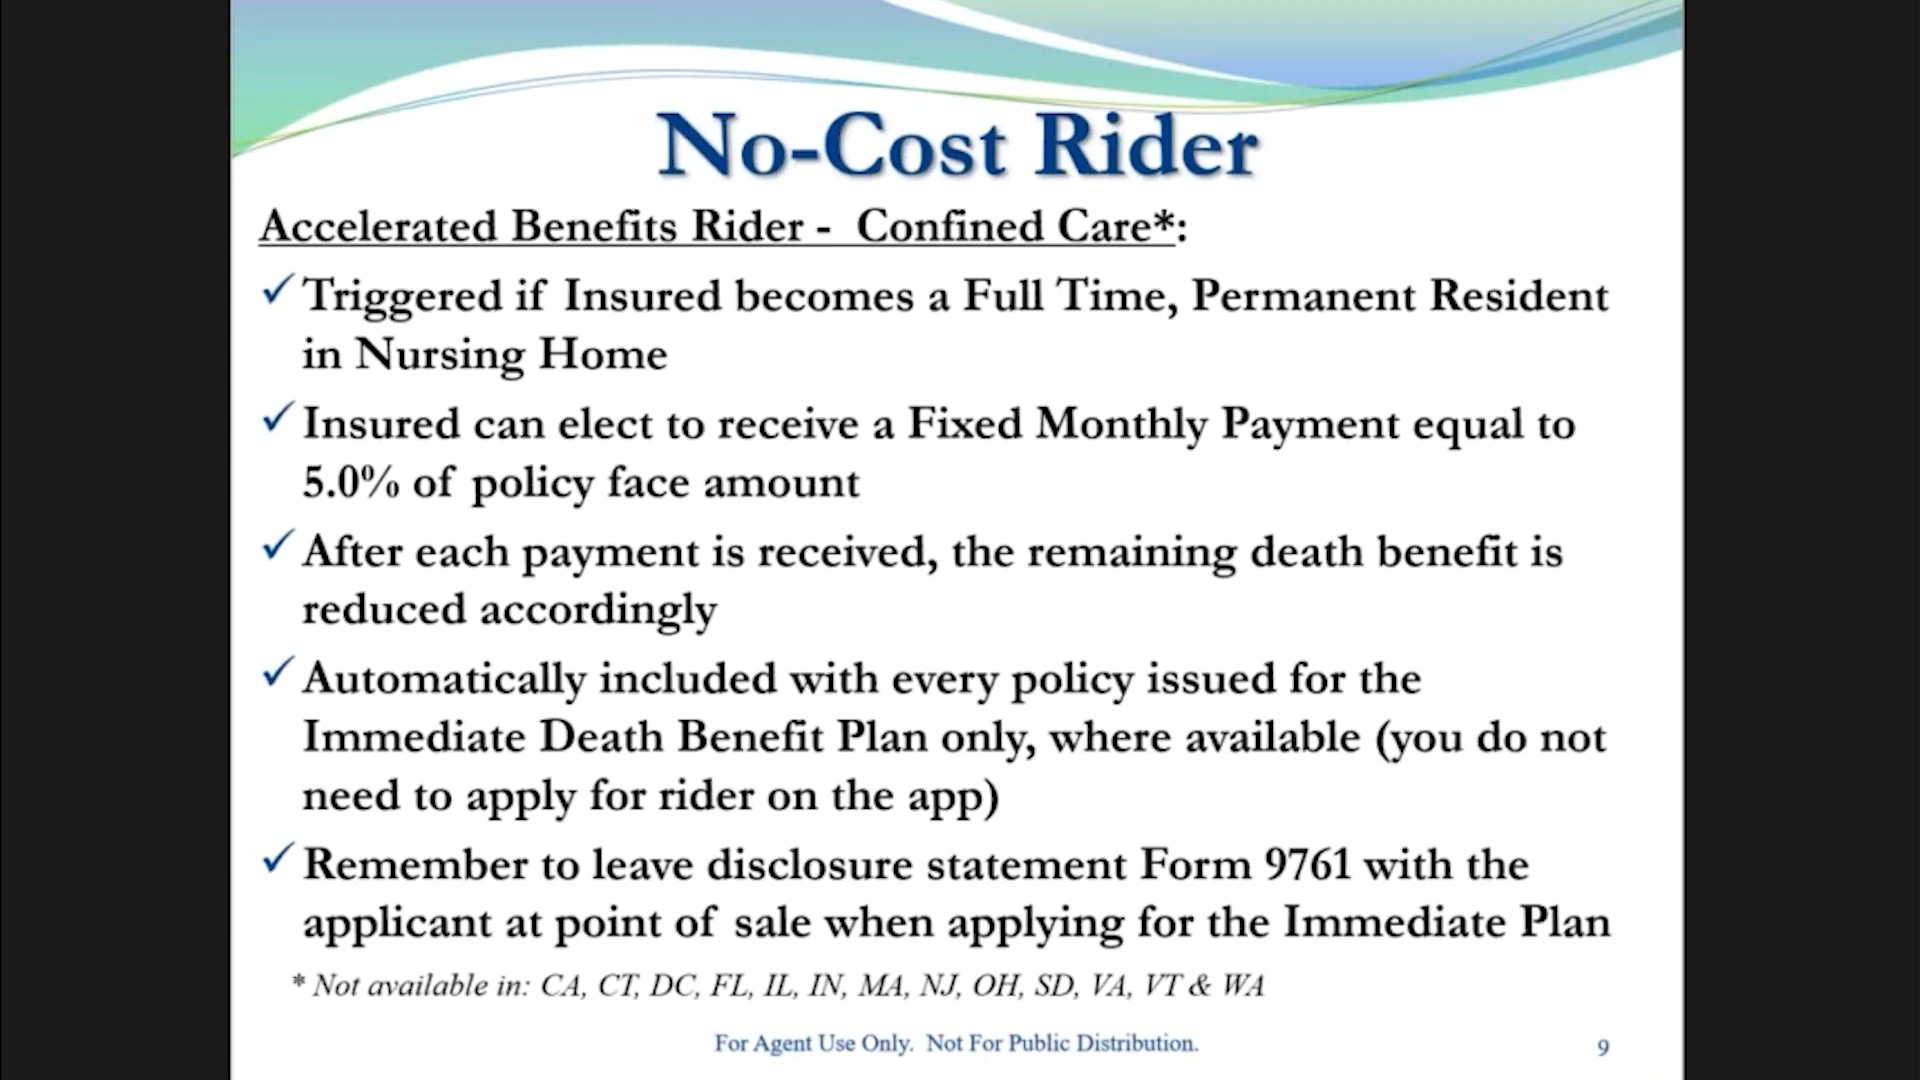 No-Cost Rider
Accelerated Benefits Rider - Confined Care*:
✓ Triggered if Insured becomes a Full Time, Permanent Resident
in Nursing Home
✓ Insured can elect to receive a Fixed Monthly Payment equal to
5.0% of policy face amount
✓ After each payment is received, the remaining death benefit is
reduced accordingly
✓ Automatically included with every policy issued for the
Immediate Death Benefit Plan only, where available (you do not
need to apply for rider on the app)
✓ Remember to leave disclosure statement Form 9761 with the
applicant at point of sale when applying for the Immediate Plan
* Not available in: CA, CT, DC, FL, IL, IN, MA, NJ, OH, SD, VA, VT & WA
For Agent Use Only. Not For Public Distribution.
9